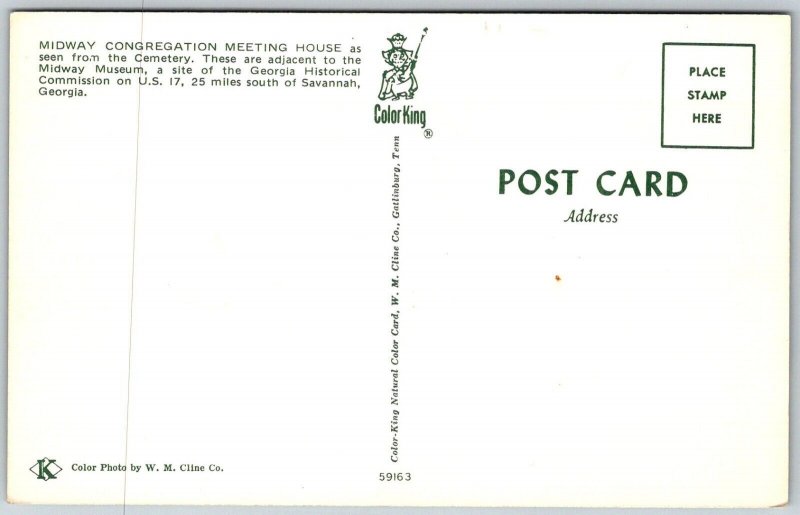 MIDWAY CONGREGATION MEETING HOUSE as
seen from the Cemetery. These are adjacent to the
Midway Museum, a site of the Georgia Historical
Commission on U.S. 17, 25 miles south of Savannah,
Georgia.
ColorKing
®
PLACE
STAMP
HERE
POST CARD
Address
Color-King Natural Color Card, W. M. Cline Co., Gatlinburg, Tenn
K
Color Photo by W. M. Cline Co.
59163